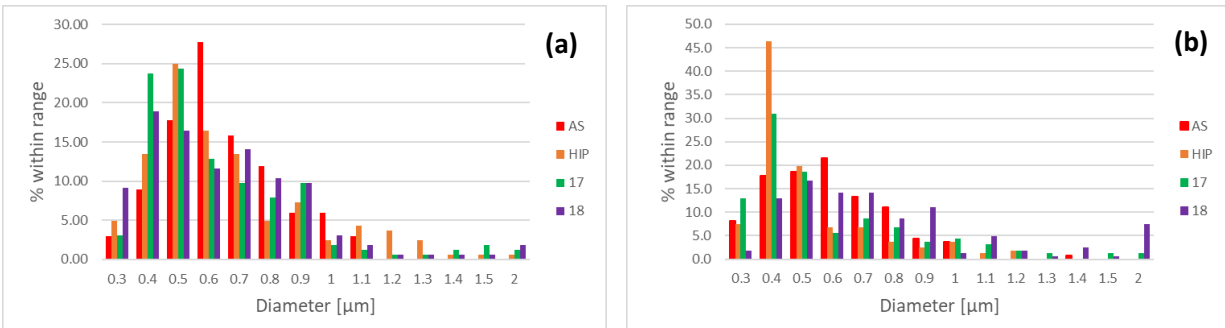 (a)
% within range
30.00
25.00
20.00
15.00
10.00
5.00
0.00
0.3 0.4 0.5 0.6 0.7 0.8 0.9 1 1.1 1.2 1.3 1.4 1.5 2
Diameter [µm]
AS
HIP
17
18
(b)
% within range
50.0
45.0
40.0
35.0
30.0
25.0
20.0
15.0
10.0
5.0
0.0
0.3 0.4 0.5 0.6 0.7 0.8 0.9 1 1.1 1.2 1.3 1.4 1.5 2
Diameter [µm]
AS
HIP
17
18